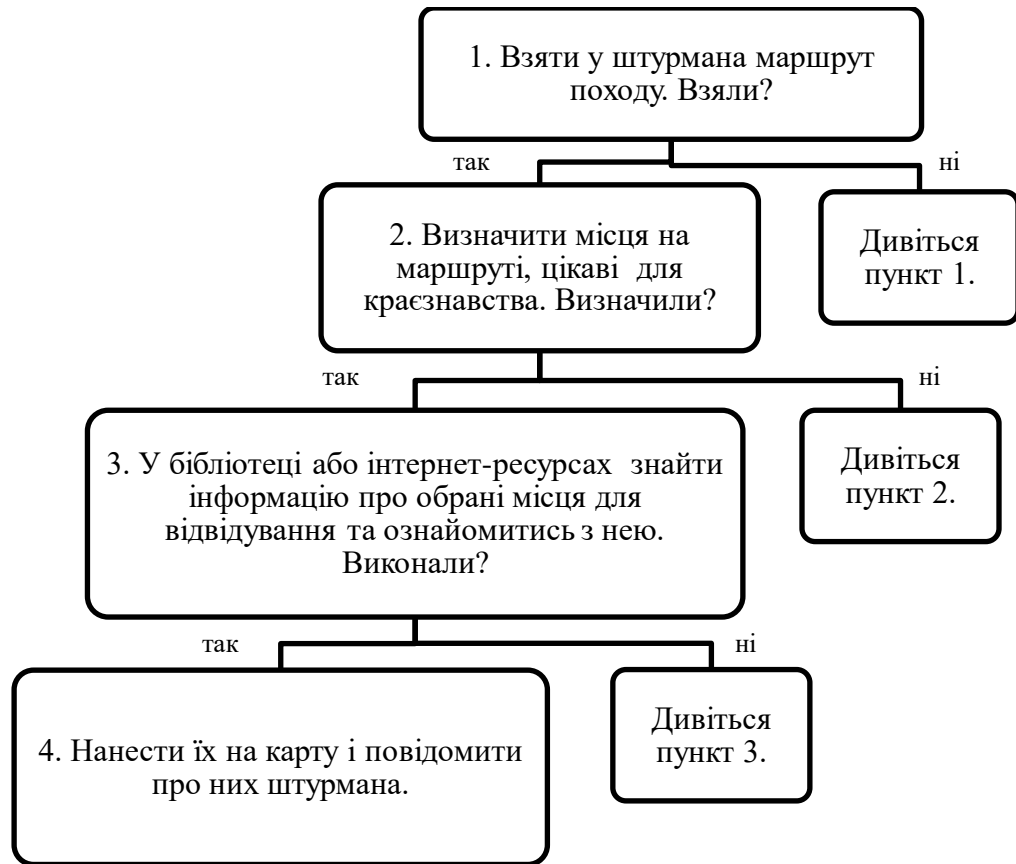 1. Взяти у штурмана маршрут
походу. Взяли?
так
ні
2. Визначити місця на
маршруті, цікаві для
краєзнавства. Визначили?
Дивіться
пункт 1.
так
ні
3. У бібліотеці або інтернет-ресурсах знайти
інформацію про обрані місця для
відвідування та ознайомитись з нею.
Виконали?
Дивіться
пункт 2.
так
ні
4. Нанести їх на карту і повідомити
про них штурмана.
Дивіться
пункт 3.